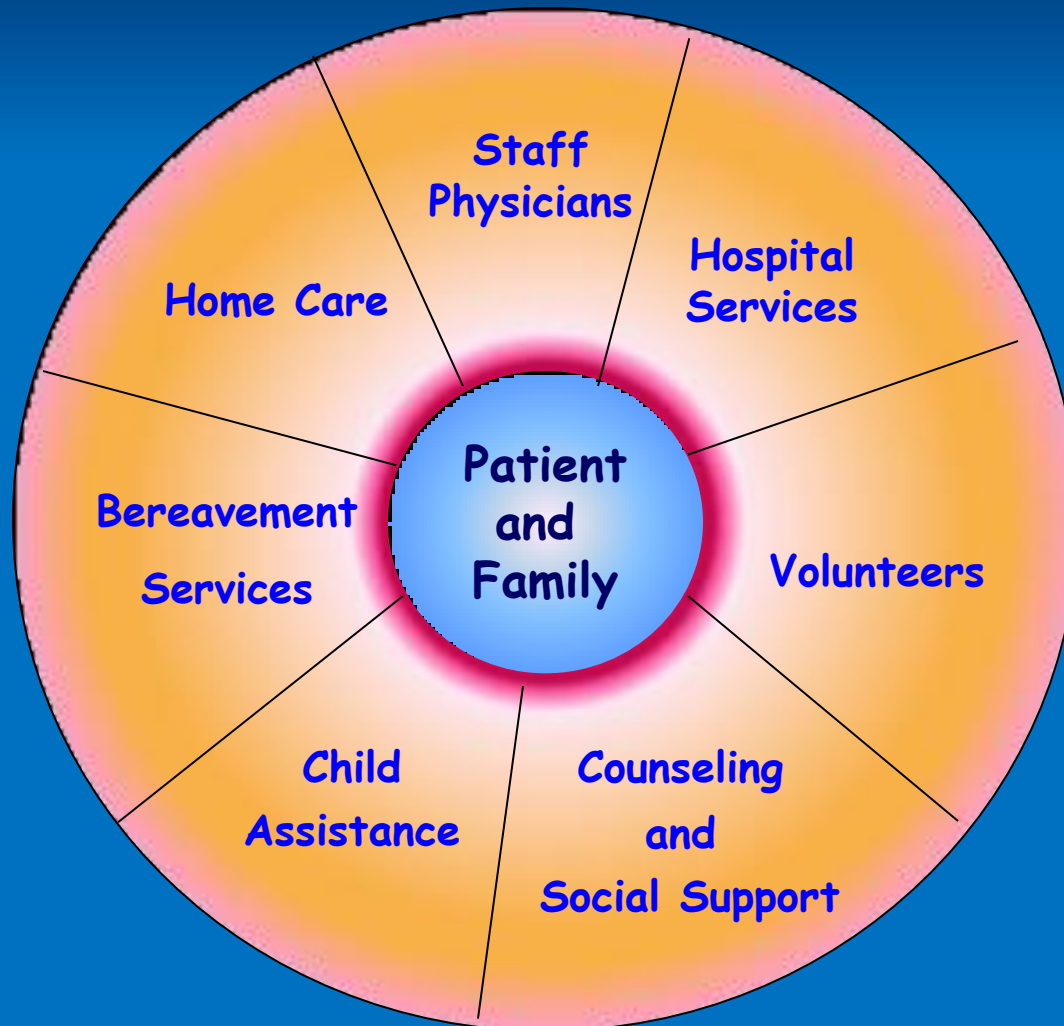 Staff
Physicians
Hospital
Services
Home Care
Patient
and
Family
Bereavement
Services
Volunteers
Child
Assistance
Counseling
and
Social Support